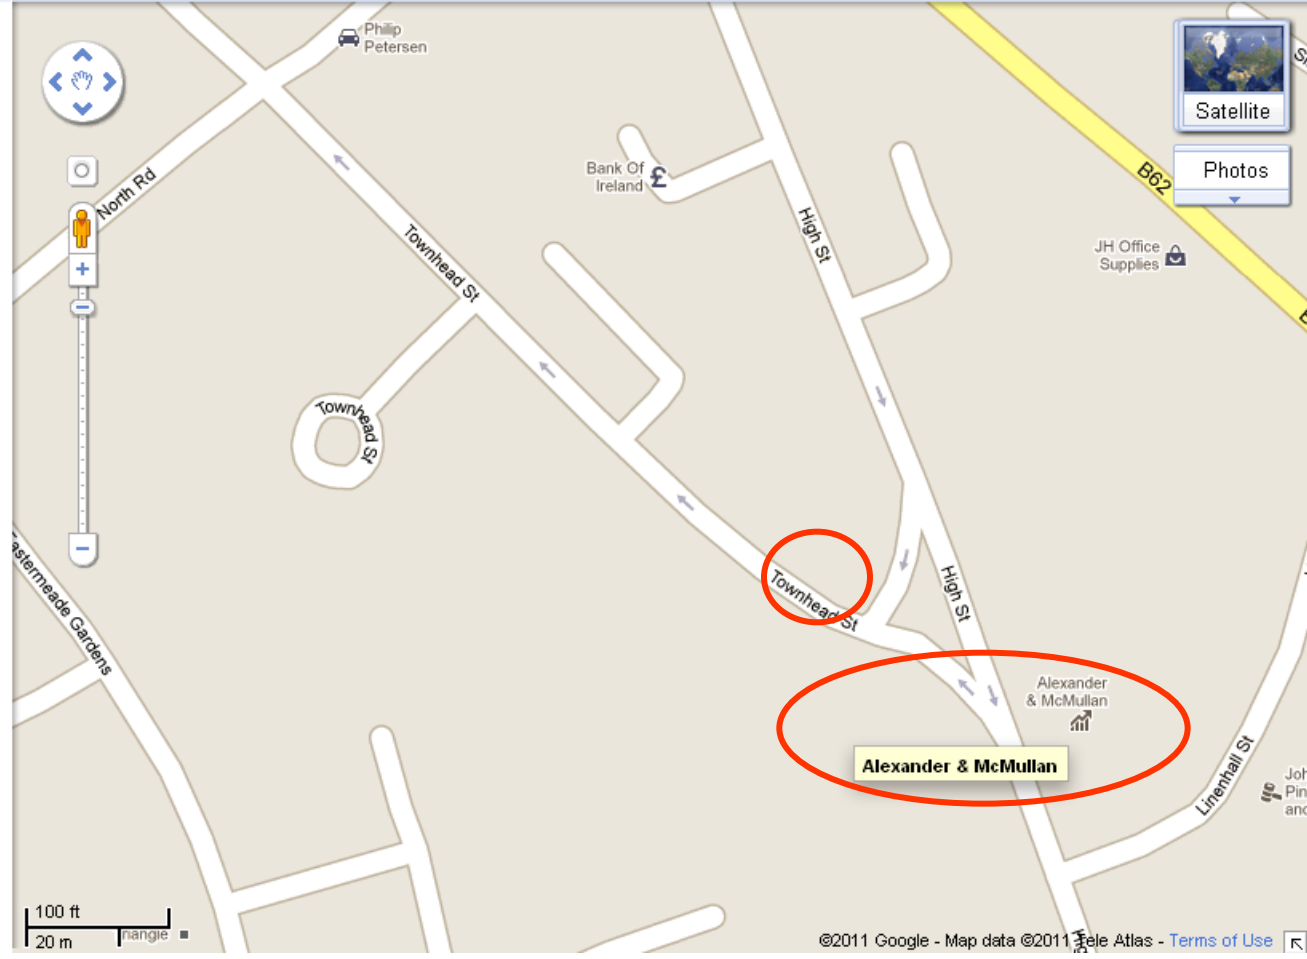 Philip
Petersen
Satellite
Photos
B62
North Rd
Bank Of
Ireland
£
High St
Townhead St
JH Office
Supplies
Townhead St
Townhead St
High St
Alexander
& McMullan
Alexander & McMullan
Linenhall St
100 ft
20 m
©2011 Google - Map data ©2011 Tele Atlas - Terms of Use